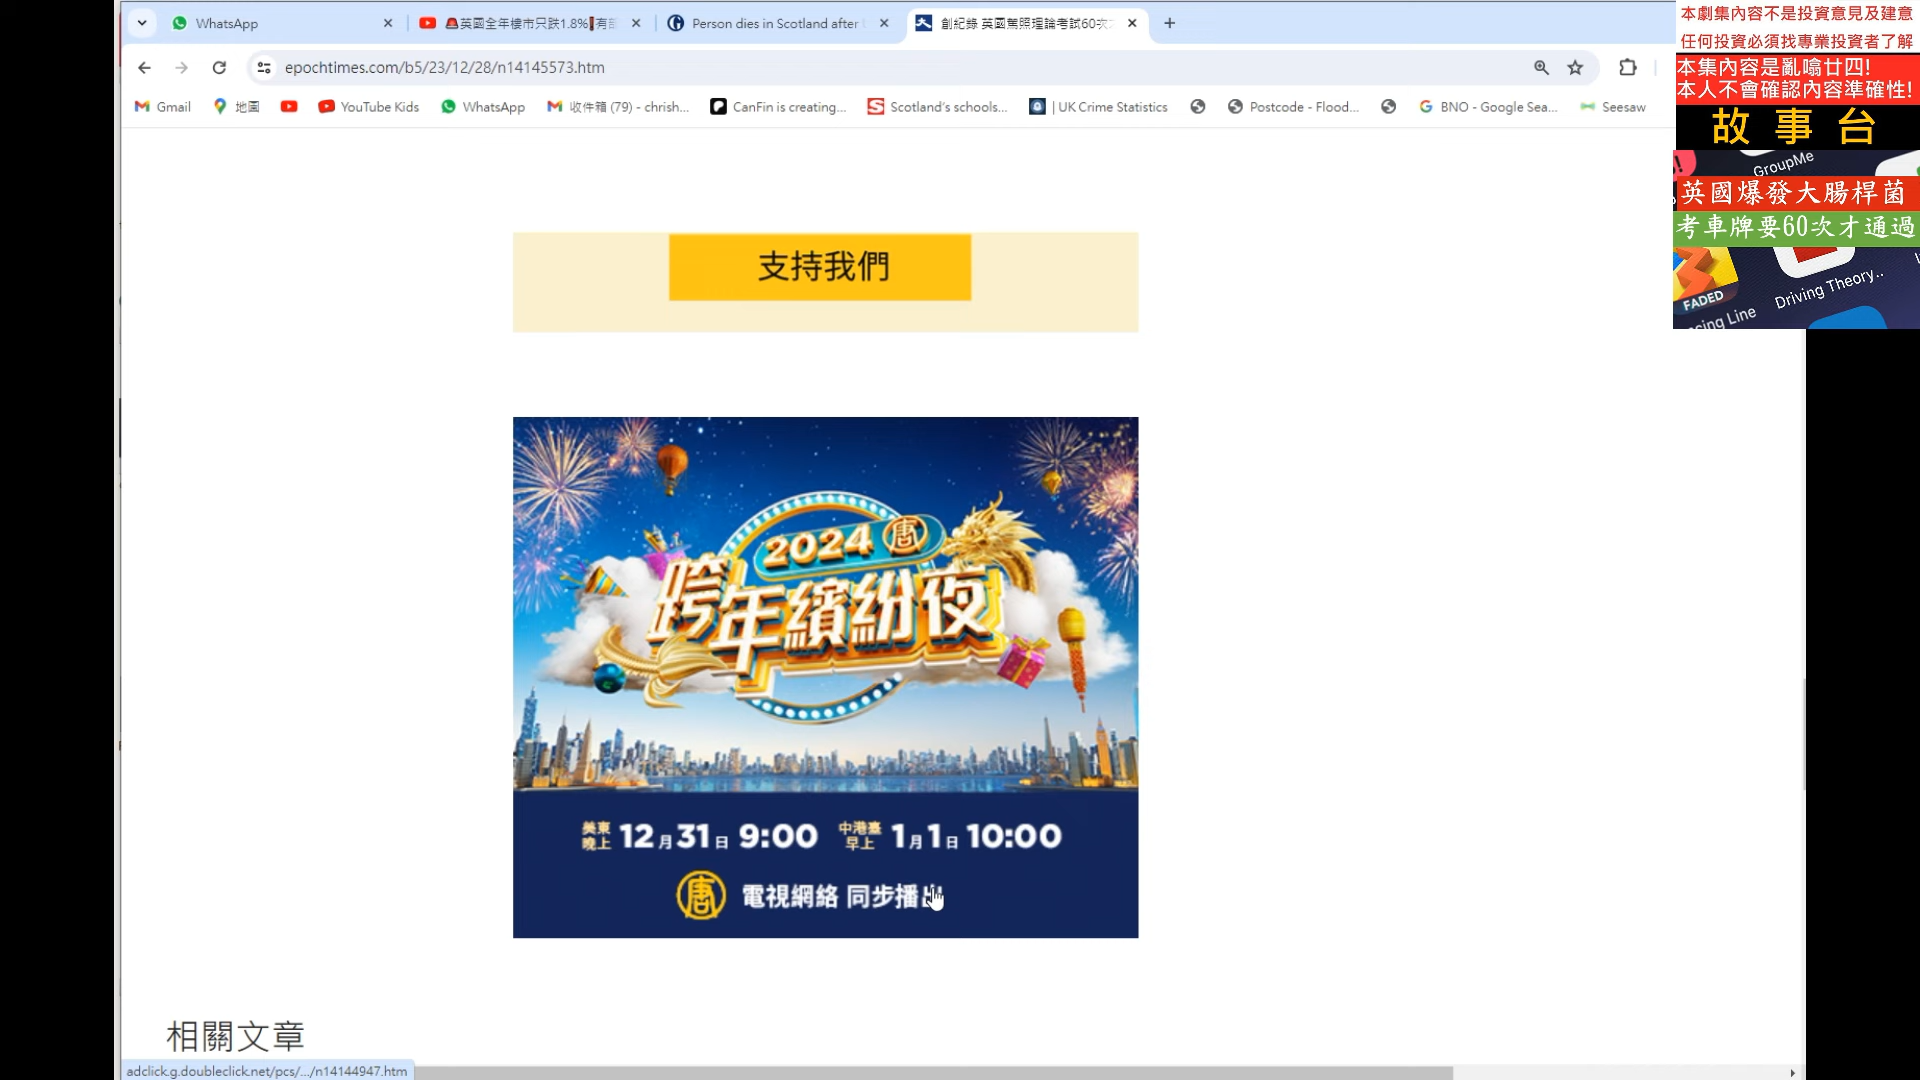 WhatsApp
英國全年樓市只跌1.8%
Person dies in Scotland after
創紀錄 英國駕照理論考試60次
epochtimes.com/b5/23/12/28/n14145573.htm
Gmail
地圖
YouTube Kids
WhatsApp
收件箱 (79) - chrish...
CanFin is creating...
Scotland's schools...
| UK Crime Statistics
Postcode - Flood...
BNO - Google Sea...
Seesaw
本劇集內容不是投資意見及建意
任何投資必須找專業投資者了解
本集內容是亂噏廿四!
本人不會確認內容準確性!
故事台
GroupMe
英國爆發大腸桿菌
考車牌要60次才通過
FADED
Driving Theory..
cing Line
支持我們
2024 唐
跨年繽紛夜
美東晚上 12月31日 9:00 中港臺早上 1月1日 10:00
唐 電視網絡 同步播出
相關文章
adclick.g.doubleclick.net/pcs/.../n14144947.htm